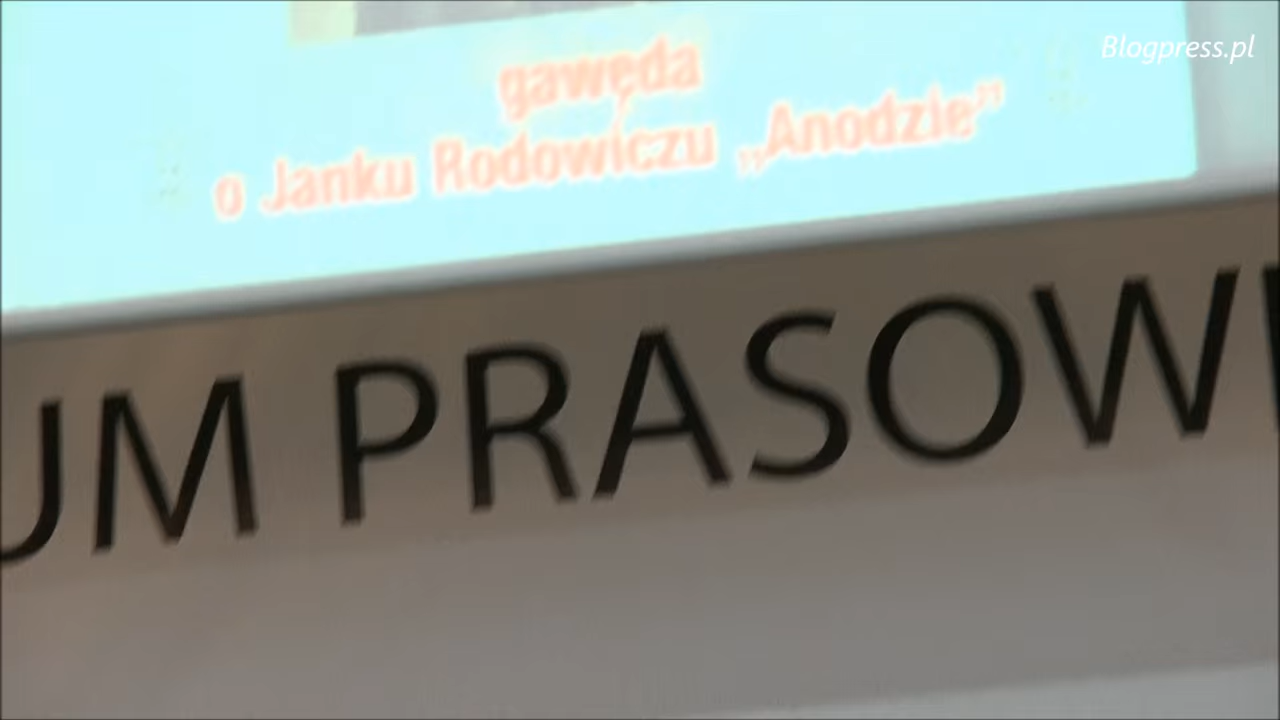 Blogpress.pl
gawęda
o Janku Rodowiczu „Anodzie”
UM PRASOW